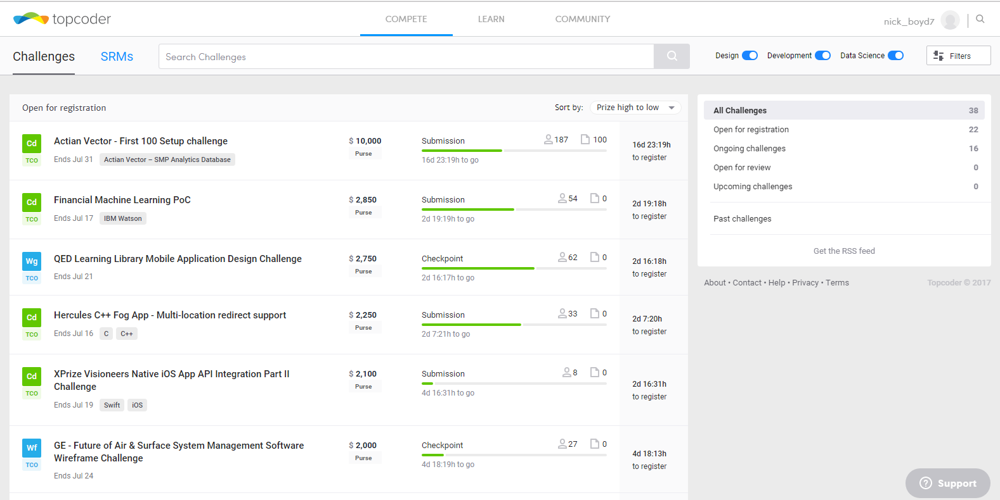 topcoder
COMPETE LEARN COMMUNITY
nick_boyd7
Challenges SRMs
Search Challenges
Design Development Data Science
Filters
Open for registration
Sort by: Prize high to low
Cd
TCO
Actian Vector - First 100 Setup challenge
Ends Jul 31 Actian Vector – SMP Analytics Database
$ 10,000
Purse
Submission 187 100
16d 23:19h to go
16d 23:19h
to register
Cd
TCO
Financial Machine Learning PoC
Ends Jul 17 IBM Watson
$ 2,850
Purse
Submission 54 0
2d 19:19h to go
2d 19:18h
to register
Wg
TCO
QED Learning Library Mobile Application Design Challenge
Ends Jul 21
$ 2,750
Purse
Checkpoint 62 0
2d 16:17h to go
2d 16:18h
to register
Cd
TCO
Hercules C++ Fog App - Multi-location redirect support
Ends Jul 16 C C++
$ 2,250
Purse
Submission 33 0
2d 7:21h to go
2d 7:20h
to register
Cd
TCO
XPrize Visioneers Native iOS App API Integration Part II
Challenge
Ends Jul 19 Swift iOS
$ 2,100
Purse
Submission 8 0
4d 16:31h to go
2d 16:31h
to register
Wf
TCO
GE - Future of Air & Surface System Management Software
Wireframe Challenge
Ends Jul 24
$ 2,000
Purse
Checkpoint 27 0
4d 18:19h to go
4d 18:13h
to register
All Challenges 38
Open for registration 22
Ongoing challenges 16
Open for review 0
Upcoming challenges 0
Past challenges
Get the RSS feed
About • Contact • Help • Privacy • Terms
Topcoder © 2017
? Support